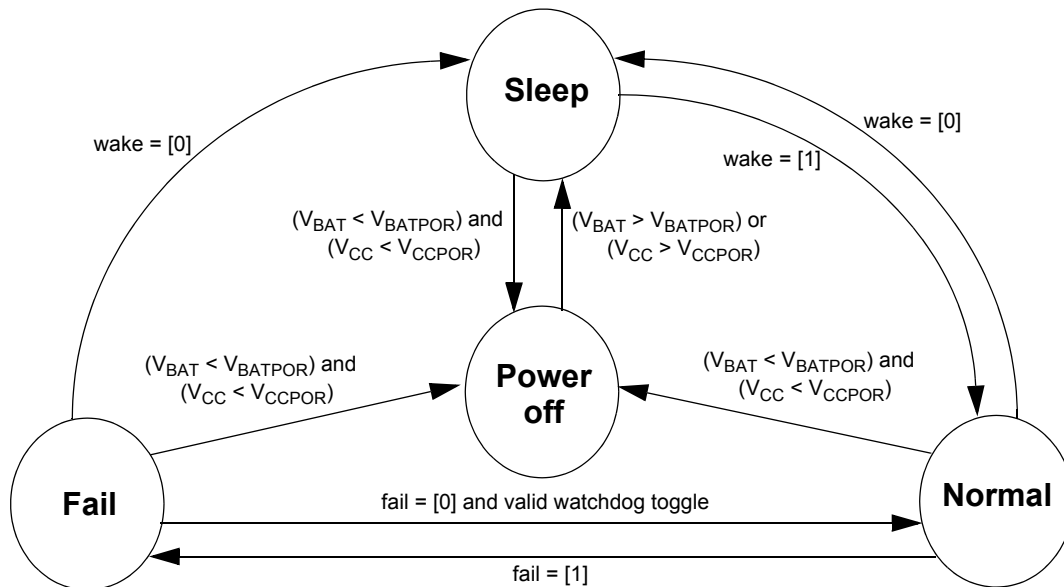 Sleep
wake = [0]
wake = [0]
wake = [1]
(VBAT < VBATPOR) and
(VCC < VCCPOR)
(VBAT > VBATPOR) or
(VCC > VCCPOR)
(VBAT < VBATPOR) and
(VCC < VCCPOR)
Power
off
(VBAT < VBATPOR) and
(VCC < VCCPOR)
Fail
fail = [0] and valid watchdog toggle
Normal
fail = [1]